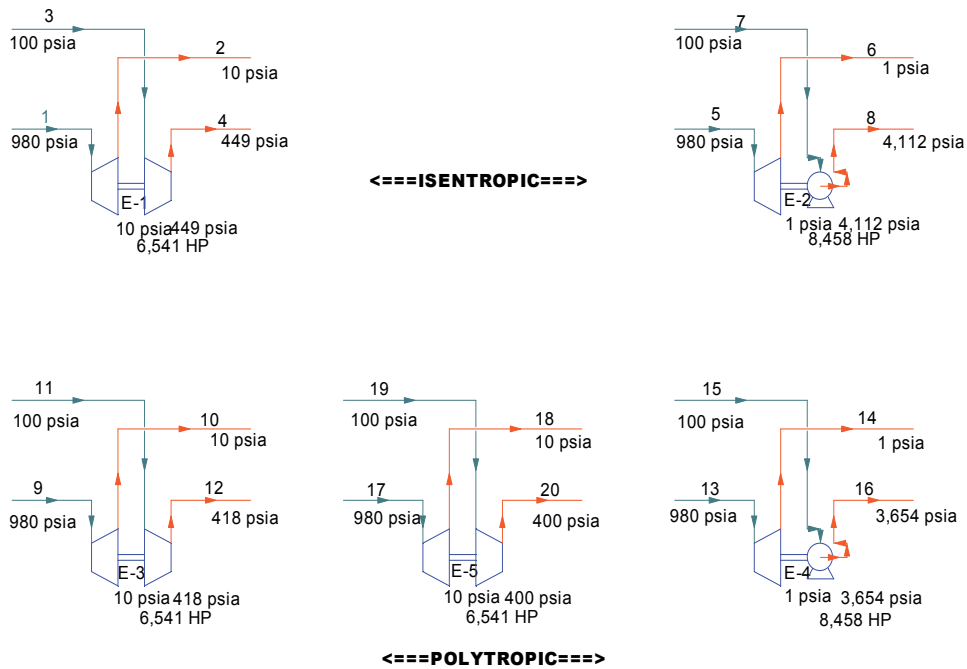 3
100 psia
2
10 psia
1
980 psia
4
449 psia
E-1
10 psia 449 psia
6,541 HP
<===ISENTROPIC===>
7
100 psia
6
1 psia
5
980 psia
8
4,112 psia
E-2
1 psia 4,112 psia
8,458 HP
11
100 psia
10
10 psia
9
980 psia
12
418 psia
E-3
10 psia 418 psia
6,541 HP
19
100 psia
18
10 psia
17
980 psia
20
400 psia
E-5
10 psia 400 psia
6,541 HP
15
100 psia
14
1 psia
13
980 psia
16
3,654 psia
E-4
1 psia 3,654 psia
8,458 HP
<===POLYTROPIC===>